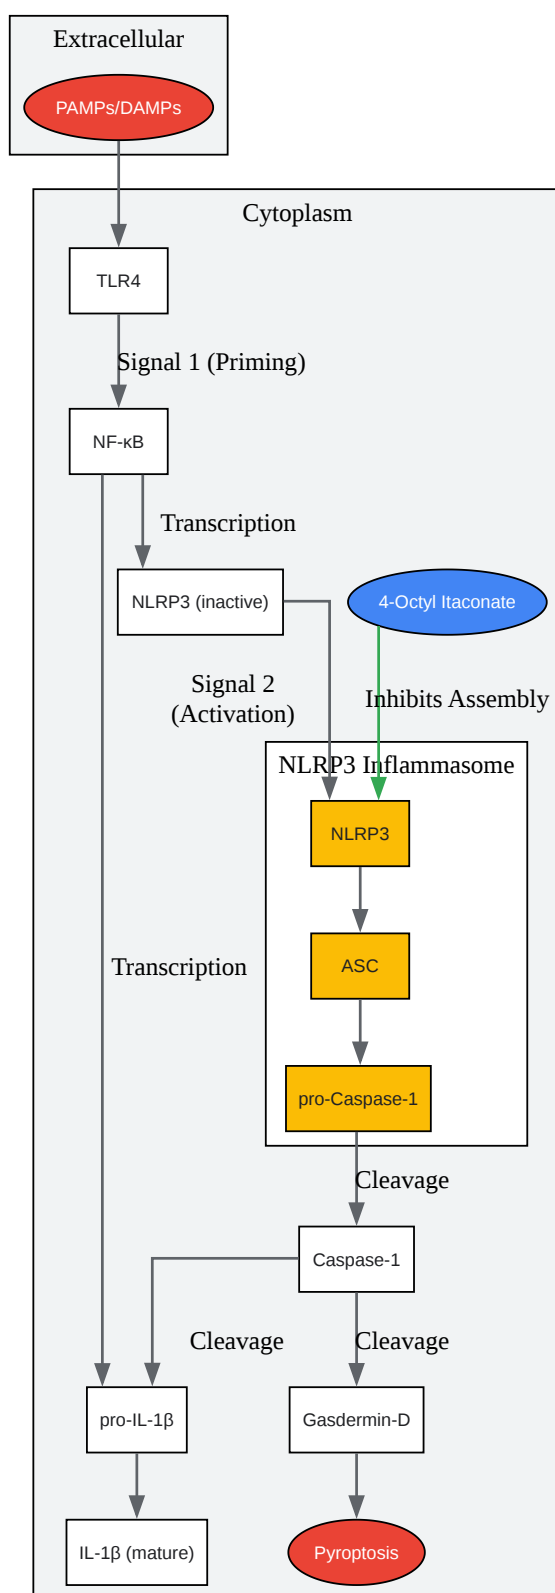 Extracellular
PAMPs/DAMPs
Cytoplasm
TLR4
Signal 1 (Priming)
NF-κB
Transcription
NLRP3 (inactive)
4-Octyl Itaconate
Signal 2
(Activation)
Inhibits Assembly
NLRP3 Inflammasome
NLRP3
Transcription
ASC
pro-Caspase-1
Cleavage
Caspase-1
Cleavage
Cleavage
pro-IL-1β
Gasdermin-D
IL-1β (mature)
Pyroptosis